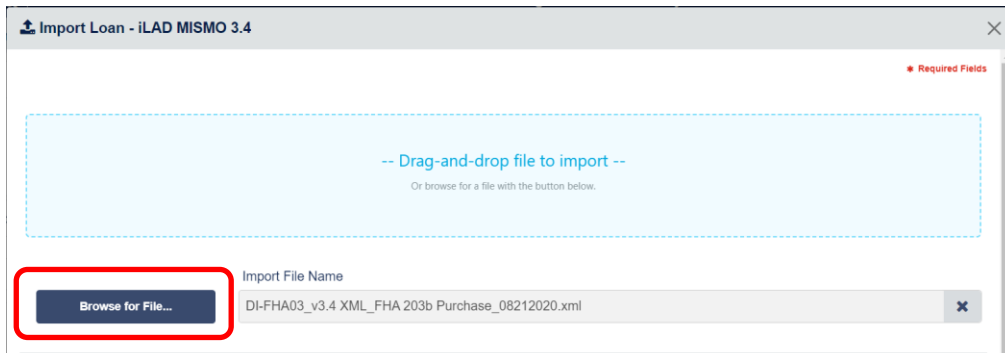 Import Loan - iLAD MISMO 3.4
* Required Fields
-- Drag-and-drop file to import --
Or browse for a file with the button below.
Import File Name
Browse for File...
DI-FHA03_v3.4 XML_FHA 203b Purchase_08212020.xml